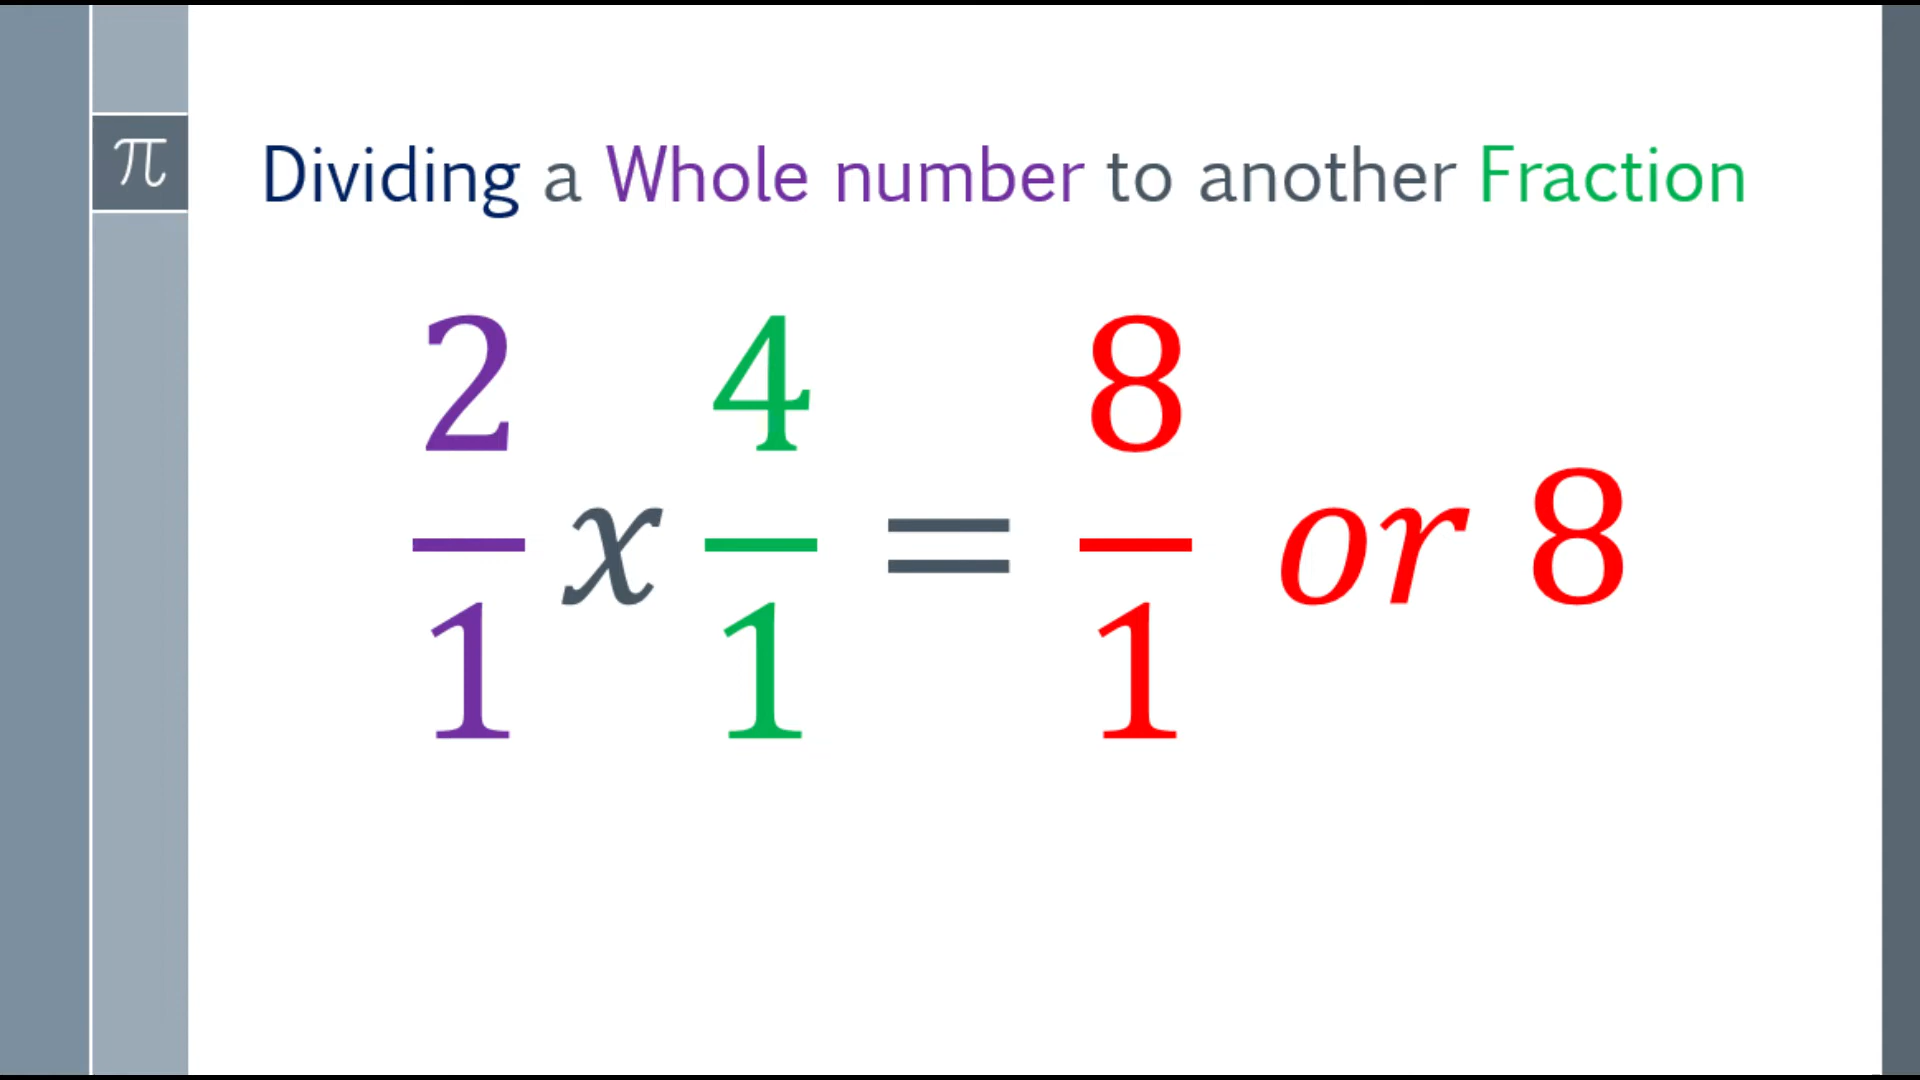 π
Dividing a Whole number to another Fraction
2/1 x 4/1 = 8/1 or 8